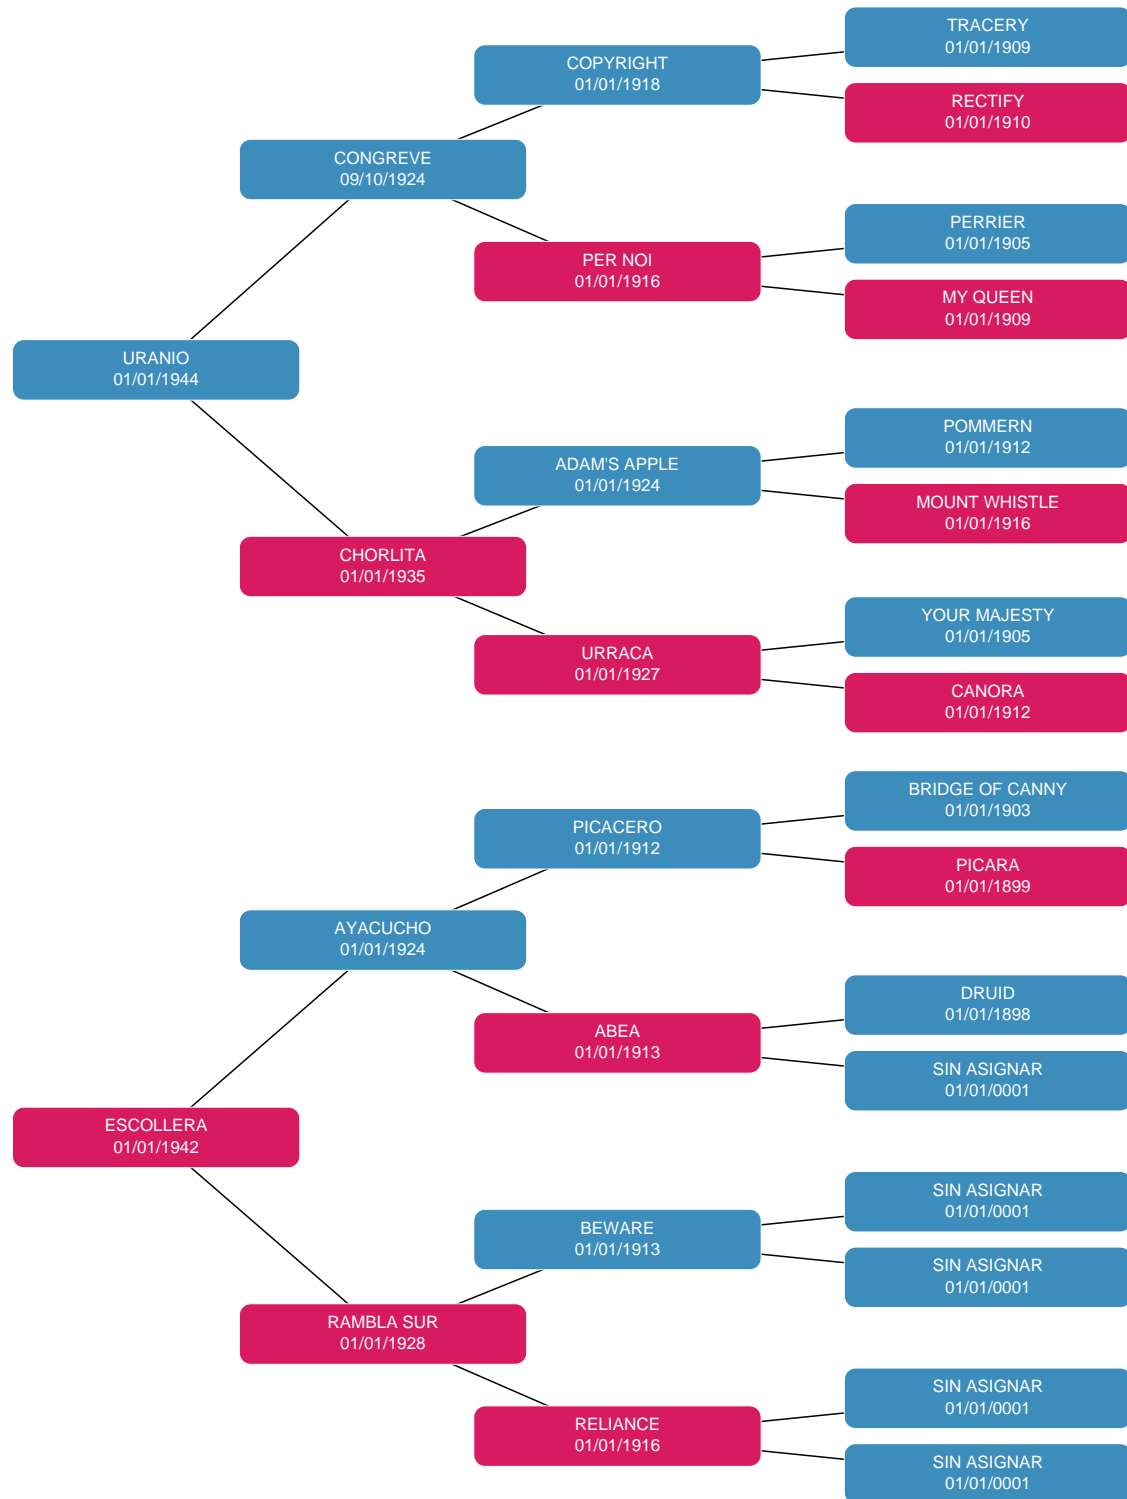 TRACERY
01/01/1909
COPYRIGHT
01/01/1918
RECTIFY
01/01/1910
CONGREVE
09/10/1924
PERRIER
01/01/1905
PER NOI
01/01/1916
MY QUEEN
01/01/1909
URANIO
01/01/1944
POMMERN
01/01/1912
ADAM'S APPLE
01/01/1924
MOUNT WHISTLE
01/01/1916
CHORLITA
01/01/1935
YOUR MAJESTY
01/01/1905
URRACA
01/01/1927
CANORA
01/01/1912
BRIDGE OF CANNY
01/01/1903
PICACERO
01/01/1912
PICARA
01/01/1899
AYACUCHO
01/01/1924
DRUID
01/01/1898
ABEA
01/01/1913
SIN ASIGNAR
01/01/0001
ESCOLLERA
01/01/1942
SIN ASIGNAR
01/01/0001
BEWARE
01/01/1913
SIN ASIGNAR
01/01/0001
RAMBLA SUR
01/01/1928
SIN ASIGNAR
01/01/0001
RELIANCE
01/01/1916
SIN ASIGNAR
01/01/0001